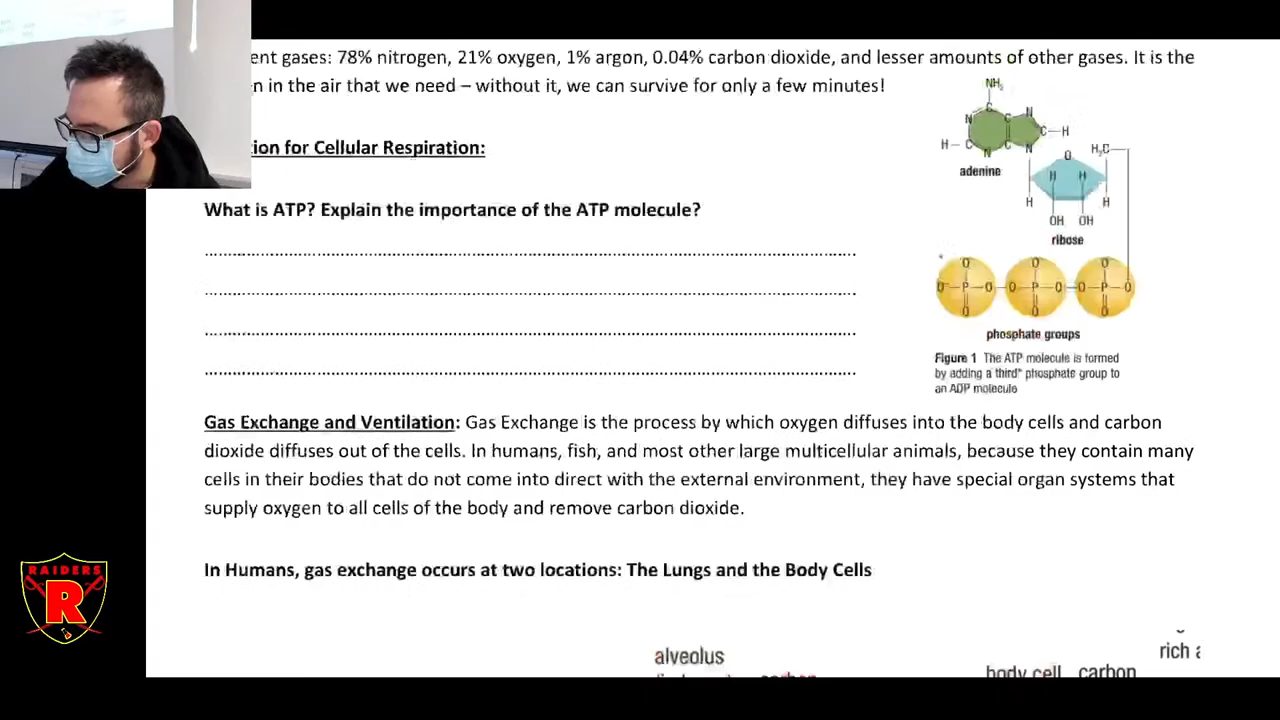 ent gases: 78% nitrogen, 21% oxygen, 1% argon, 0.04% carbon dioxide, and lesser amounts of other gases. It is the
n in the air that we need – without it, we can survive for only a few minutes!
ion for Cellular Respiration:
What is ATP? Explain the importance of the ATP molecule?
NH₂
C
N
C
N
C
H
H
C
N
C
N
adenine
O
H₂C
H
H
H
H
OH
OH
ribose
O
O
O
O⁻
P
O
O
P
O
O
P
O
O
O
O
phosphate groups
Figure 1 The ATP molecule is formed
by adding a third* phosphate group to
an ADP molecule
Gas Exchange and Ventilation: Gas Exchange is the process by which oxygen diffuses into the body cells and carbon
dioxide diffuses out of the cells. In humans, fish, and most other large multicellular animals, because they contain many
cells in their bodies that do not come into direct with the external environment, they have special organ systems that
supply oxygen to all cells of the body and remove carbon dioxide.
In Humans, gas exchange occurs at two locations: The Lungs and the Body Cells
RAIDERS
R
alveolus
rich
body cell carbon
carbon